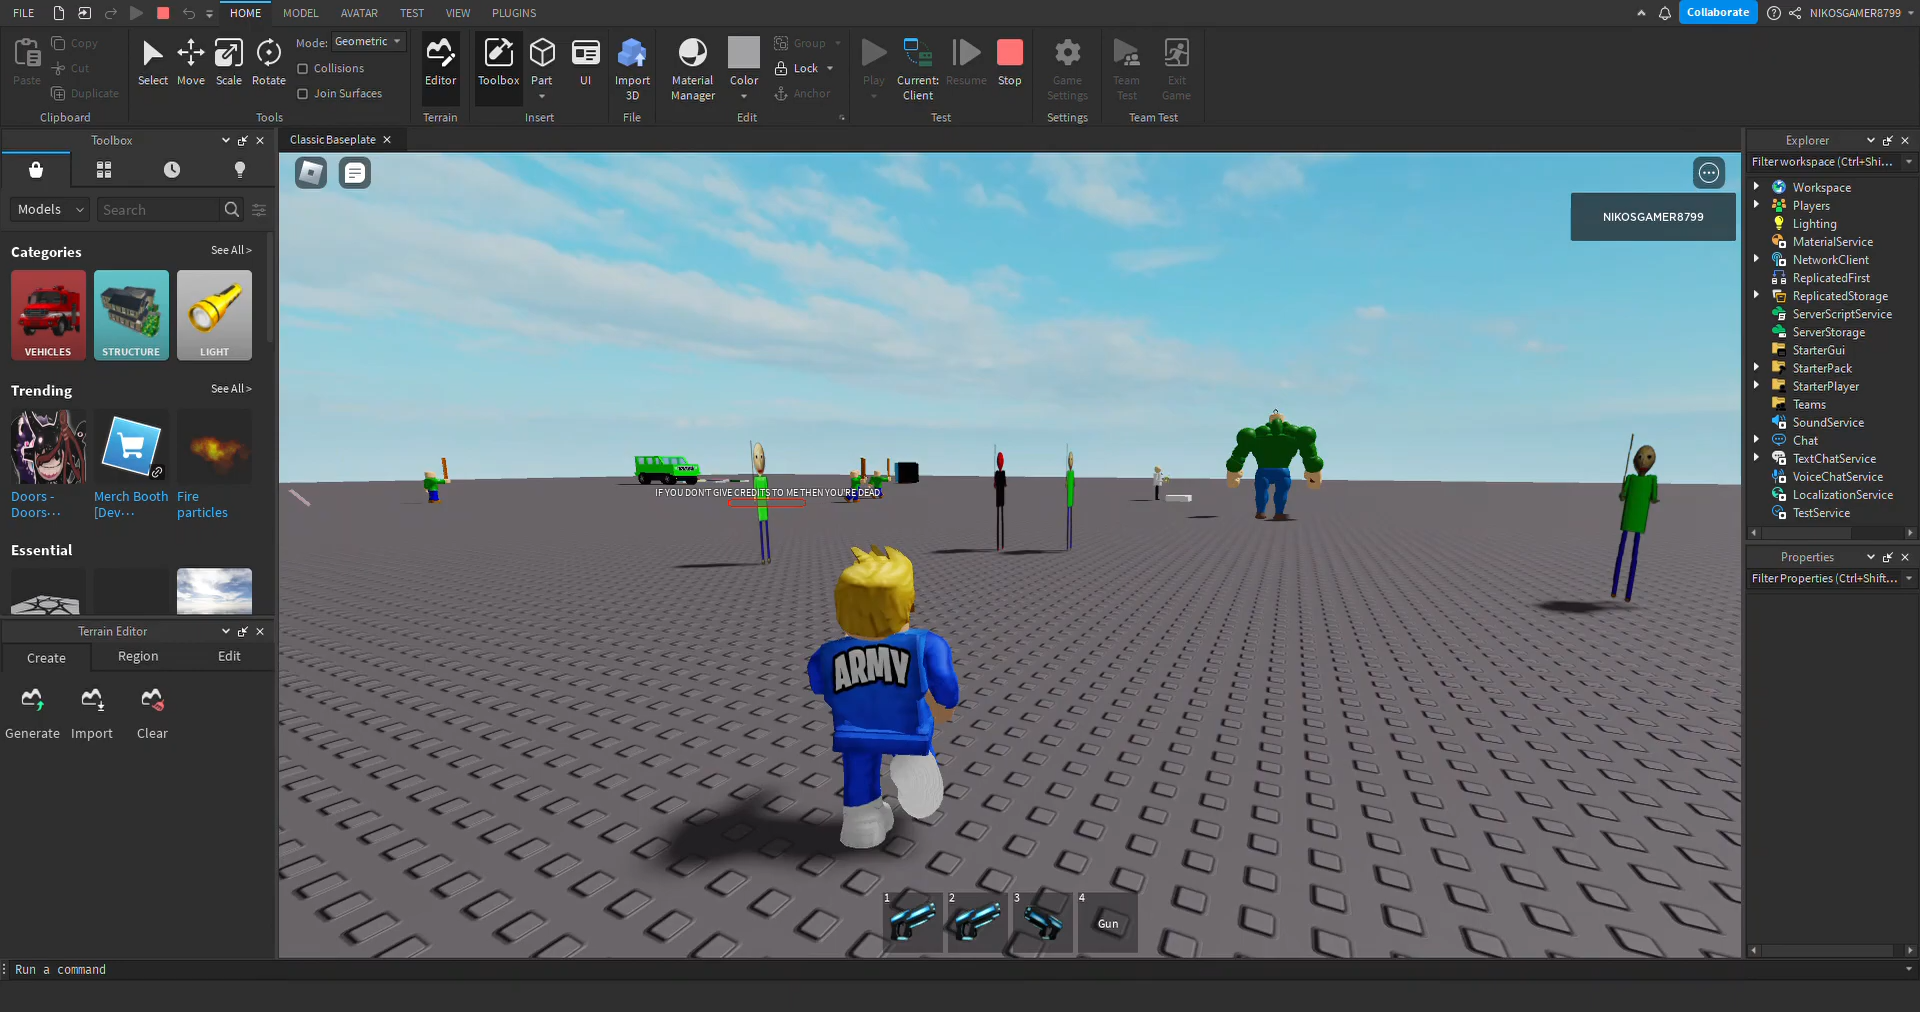 FILE HOME MODEL AVATAR TEST VIEW PLUGINS Collaborate NIKOSGAMER8799
Paste Copy Cut Duplicate
Clipboard
Select Move Scale Rotate
Mode: Geometric
Collisions
Join Surfaces
Tools
Editor
Terrain
Toolbox Part UI
Insert
Import
3D
File
Material
Manager
Color
Group
Lock
Anchor
Edit
Play
Current:
Client
Resume
Stop
Test
Game
Settings
Settings
Team
Test
Exit
Game
Team Test
Toolbox
Models Search
Categories See All >
VEHICLES STRUCTURE LIGHT
Trending See All >
Doors -
Doors...
Merch Booth
[Dev...
Fire
particles
Essential
Terrain Editor
Create Region Edit
Generate Import Clear
Classic Baseplate
NIKOSGAMER8799
IF YOU DON'T GIVE CREDITS TO ME THEN YOU'RE DEAD
ARMY
1 2 3 4
Gun
Explorer
Filter workspace (Ctrl+Shi...
Workspace
Players
Lighting
MaterialService
NetworkClient
ReplicatedFirst
ReplicatedStorage
ServerScriptService
ServerStorage
StarterGui
StarterPack
StarterPlayer
Teams
SoundService
Chat
TextChatService
VoiceChatService
LocalizationService
TestService
Properties
Filter Properties (Ctrl+Shift...
Run a command